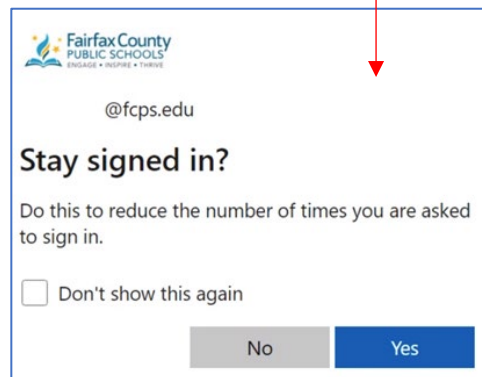 Fairfax County
PUBLIC SCHOOLS
ENGAGE • INSPIRE • THRIVE
@fcps.edu
Stay signed in?
Do this to reduce the number of times you are asked
to sign in.
Don't show this again
No
Yes